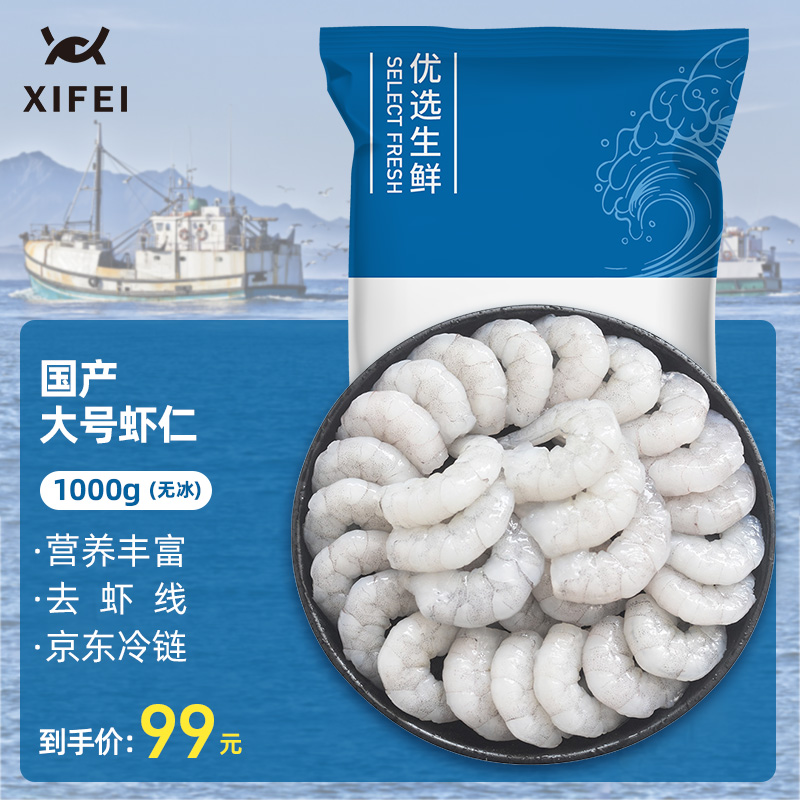 XIFEI
优选生鲜
SELECT FRESH
国产
大号虾仁
1000g (无冰)
·营养丰富
·去 虾 线
·京东冷链
到手价:99元